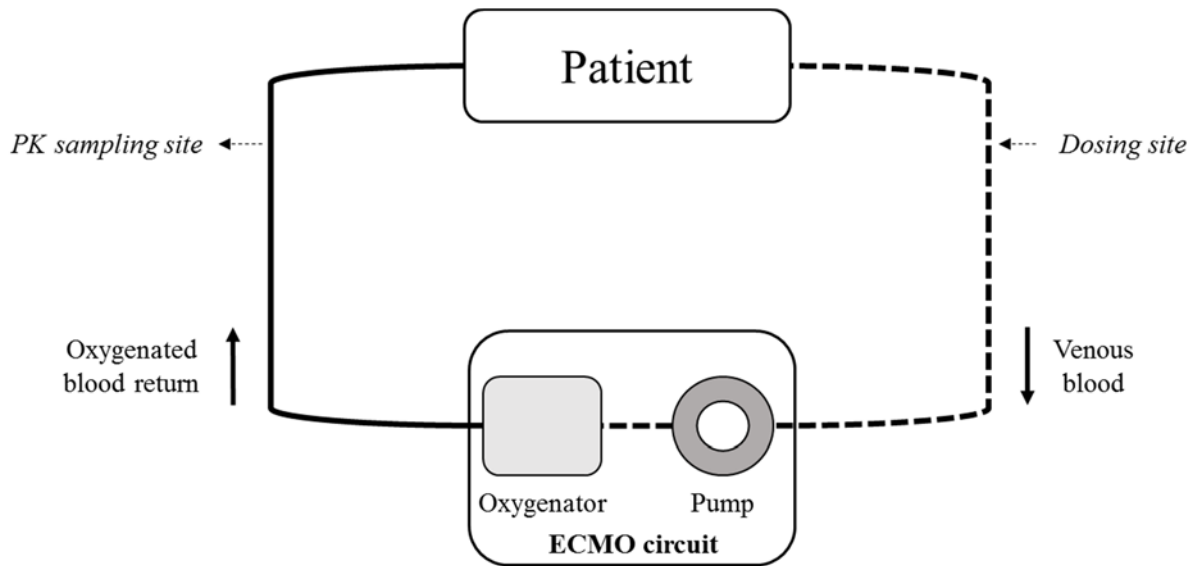 Patient
PK sampling site
Dosing site
Oxygenated
blood return
Venous
blood
Oxygenator
Pump
ECMO circuit